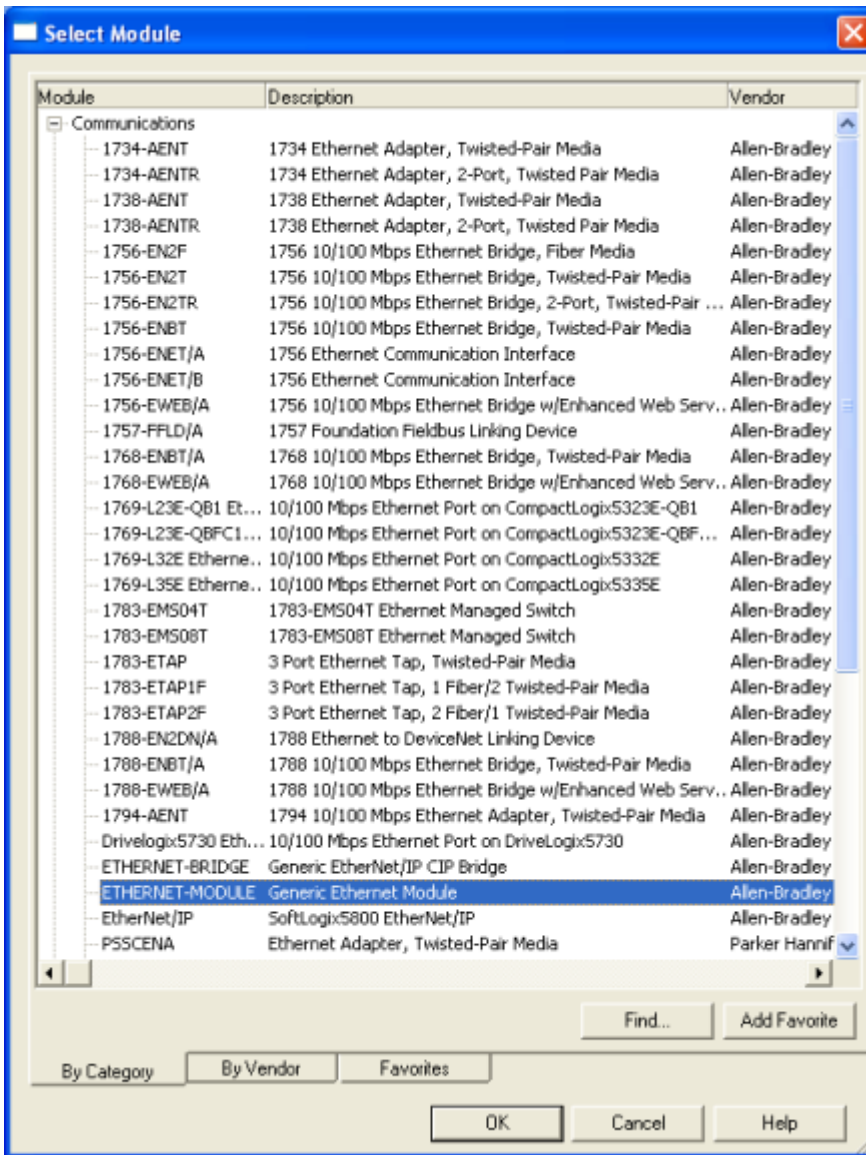 Select Module
Module Description Vendor
Communications
1734-AENT 1734 Ethernet Adapter, Twisted-Pair Media Allen-Bradley
1734-AENTR 1734 Ethernet Adapter, 2-Port, Twisted Pair Media Allen-Bradley
1738-AENT 1738 Ethernet Adapter, Twisted-Pair Media Allen-Bradley
1738-AENTR 1738 Ethernet Adapter, 2-Port, Twisted Pair Media Allen-Bradley
1756-EN2F 1756 10/100 Mbps Ethernet Bridge, Fiber Media Allen-Bradley
1756-EN2T 1756 10/100 Mbps Ethernet Bridge, Twisted-Pair Media Allen-Bradley
1756-EN2TR 1756 10/100 Mbps Ethernet Bridge, 2-Port, Twisted-Pair ... Allen-Bradley
1756-ENBT 1756 10/100 Mbps Ethernet Bridge, Twisted-Pair Media Allen-Bradley
1756-ENET/A 1756 Ethernet Communication Interface Allen-Bradley
1756-ENET/B 1756 Ethernet Communication Interface Allen-Bradley
1756-EWEB/A 1756 10/100 Mbps Ethernet Bridge w/Enhanced Web Serv.. Allen-Bradley
1757-FFLD/A 1757 Foundation Fieldbus Linking Device Allen-Bradley
1768-ENBT/A 1768 10/100 Mbps Ethernet Bridge, Twisted-Pair Media Allen-Bradley
1768-EWEB/A 1768 10/100 Mbps Ethernet Bridge w/Enhanced Web Serv.. Allen-Bradley
1769-L23E-QB1 Et... 10/100 Mbps Ethernet Port on CompactLogix5323E-QB1 Allen-Bradley
1769-L23E-QBFC1... 10/100 Mbps Ethernet Port on CompactLogix5323E-QBF... Allen-Bradley
1769-L32E Etherne.. 10/100 Mbps Ethernet Port on CompactLogix5332E Allen-Bradley
1769-L35E Etherne.. 10/100 Mbps Ethernet Port on CompactLogix5335E Allen-Bradley
1783-EMS04T 1783-EMS04T Ethernet Managed Switch Allen-Bradley
1783-EMS08T 1783-EMS08T Ethernet Managed Switch Allen-Bradley
1783-ETAP 3 Port Ethernet Tap, Twisted-Pair Media Allen-Bradley
1783-ETAP1F 3 Port Ethernet Tap, 1 Fiber/2 Twisted-Pair Media Allen-Bradley
1783-ETAP2F 3 Port Ethernet Tap, 2 Fiber/1 Twisted-Pair Media Allen-Bradley
1788-EN2DN/A 1788 Ethernet to DeviceNet Linking Device Allen-Bradley
1788-ENBT/A 1788 10/100 Mbps Ethernet Bridge, Twisted-Pair Media Allen-Bradley
1788-EWEB/A 1788 10/100 Mbps Ethernet Bridge w/Enhanced Web Serv.. Allen-Bradley
1794-AENT 1794 10/100 Mbps Ethernet Adapter, Twisted-Pair Media Allen-Bradley
Drivelogix5730 Eth... 10/100 Mbps Ethernet Port on DriveLogix5730 Allen-Bradley
ETHERNET-BRIDGE Generic EtherNet/IP CIP Bridge Allen-Bradley
ETHERNET-MODULE Generic Ethernet Module Allen-Bradley
EtherNet/IP SoftLogix5800 EtherNet/IP Allen-Bradley
PSSCENA Ethernet Adapter, Twisted-Pair Media Parker Hannif
Find... Add Favorite
By Category By Vendor Favorites
OK Cancel Help